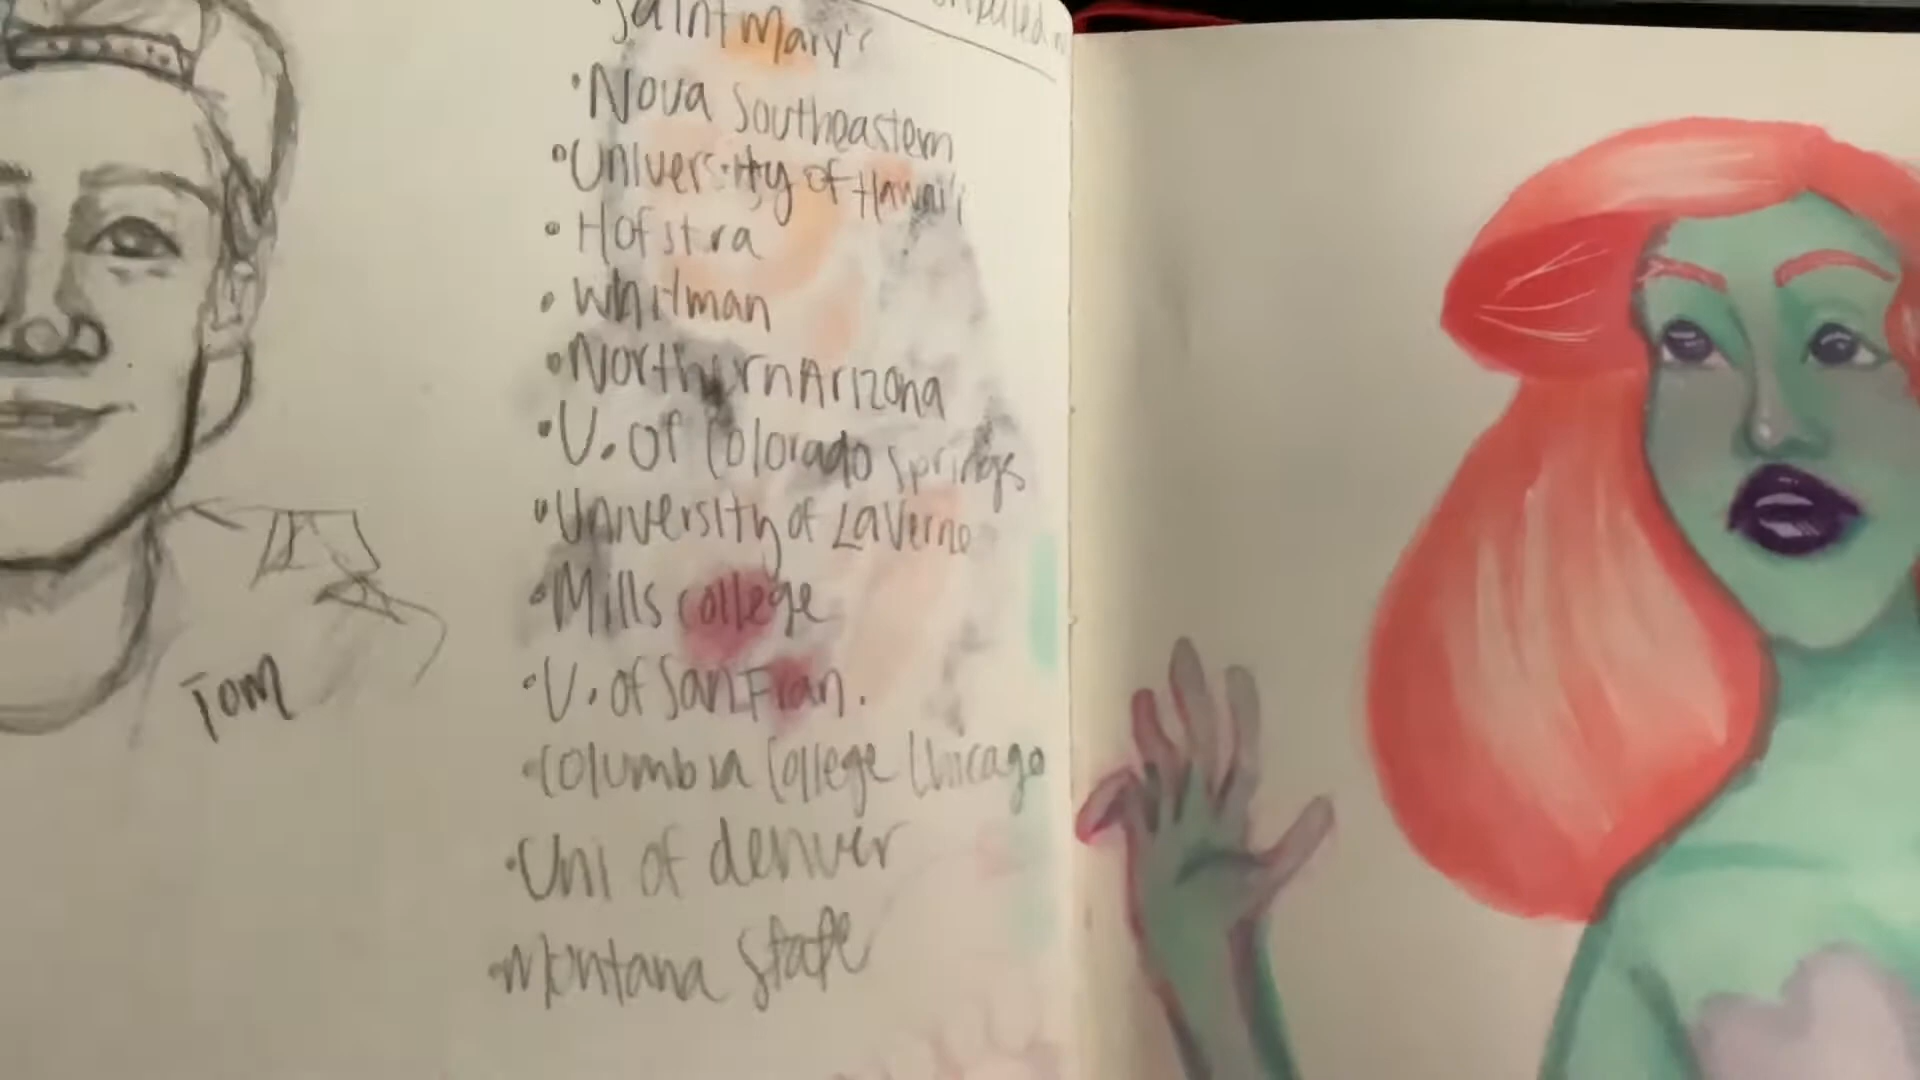 • Saint Mary's
• Nova Southeastern
• University of Hawai'i
• Hofstra
• Whitman
• Northern Arizona
• U. of Colorado Springs
• University of LaVerne
• Mills college
• U. of San Fran.
• Columbia College Chicago
• Uni of denver
• Montana State
Tom